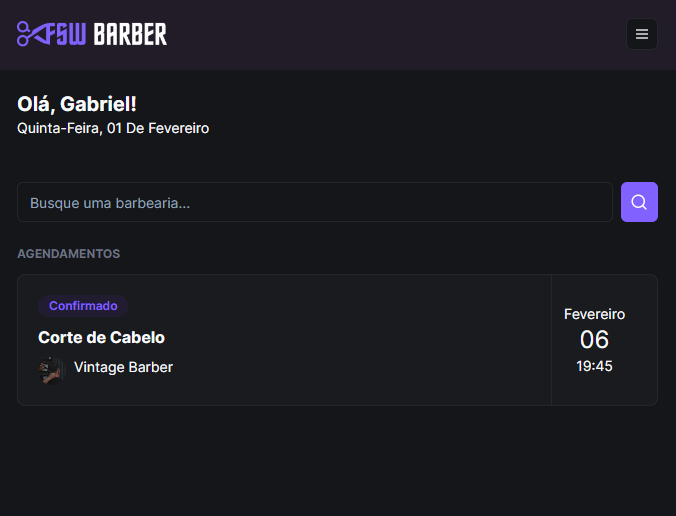 FSW BARBER
Olá, Gabriel!
Quinta-Feira, 01 De Fevereiro
Busque uma barbearia...
AGENDAMENTOS
Confirmado
Corte de Cabelo
Vintage Barber
Fevereiro
06
19:45